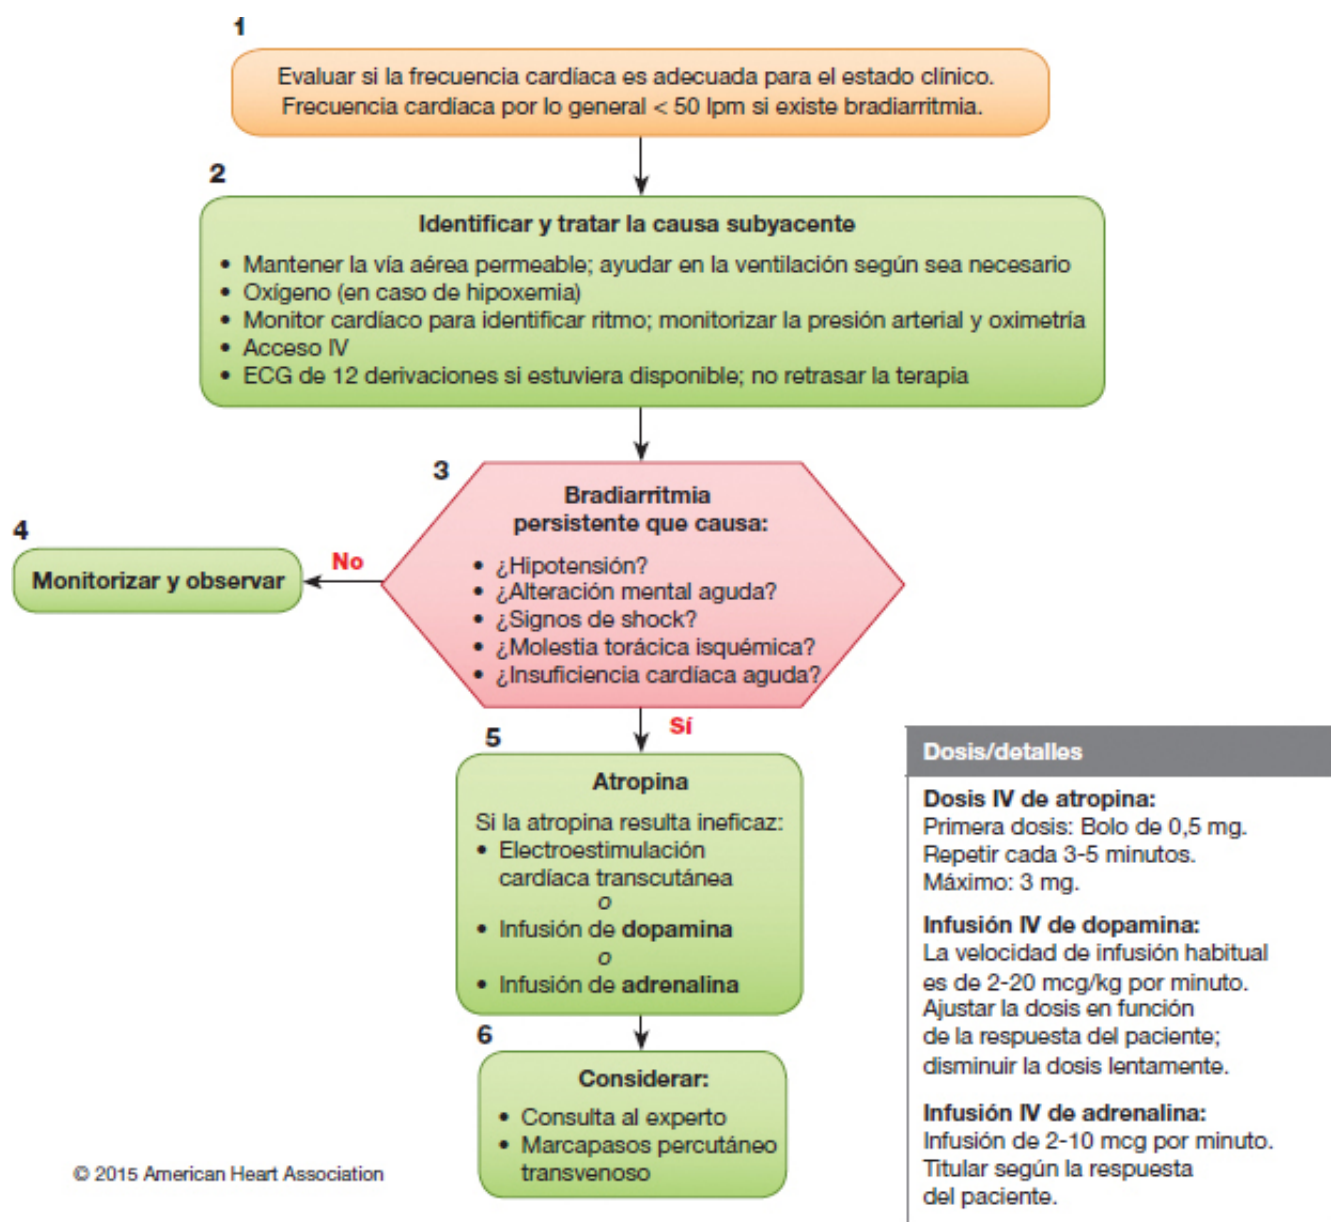 1
Evaluar si la frecuencia cardíaca es adecuada para el estado clínico.
Frecuencia cardíaca por lo general < 50 lpm si existe bradiarritmia.
2
Identificar y tratar la causa subyacente
• Mantener la vía aérea permeable; ayudar en la ventilación según sea necesario
• Oxígeno (en caso de hipoxemia)
• Monitor cardíaco para identificar ritmo; monitorizar la presión arterial y oximetría
• Acceso IV
• ECG de 12 derivaciones si estuviera disponible; no retrasar la terapia
3
Bradiarritmia
persistente que causa:
• ¿Hipotensión?
• ¿Alteración mental aguda?
• ¿Signos de shock?
• ¿Molestia torácica isquémica?
• ¿Insuficiencia cardíaca aguda?
No
4
Monitorizar y observar
Sí
5
Atropina
Si la atropina resulta ineficaz:
• Electroestimulación
cardíaca transcutánea
o
• Infusión de dopamina
o
• Infusión de adrenalina
6
Considerar:
• Consulta al experto
• Marcapasos percutáneo
transvenoso
Dosis/detalles
Dosis IV de atropina:
Primera dosis: Bolo de 0,5 mg.
Repetir cada 3-5 minutos.
Máximo: 3 mg.
Infusión IV de dopamina:
La velocidad de infusión habitual
es de 2-20 mcg/kg por minuto.
Ajustar la dosis en función
de la respuesta del paciente;
disminuir la dosis lentamente.
Infusión IV de adrenalina:
Infusión de 2-10 mcg por minuto.
Titular según la respuesta
del paciente.
© 2015 American Heart Association